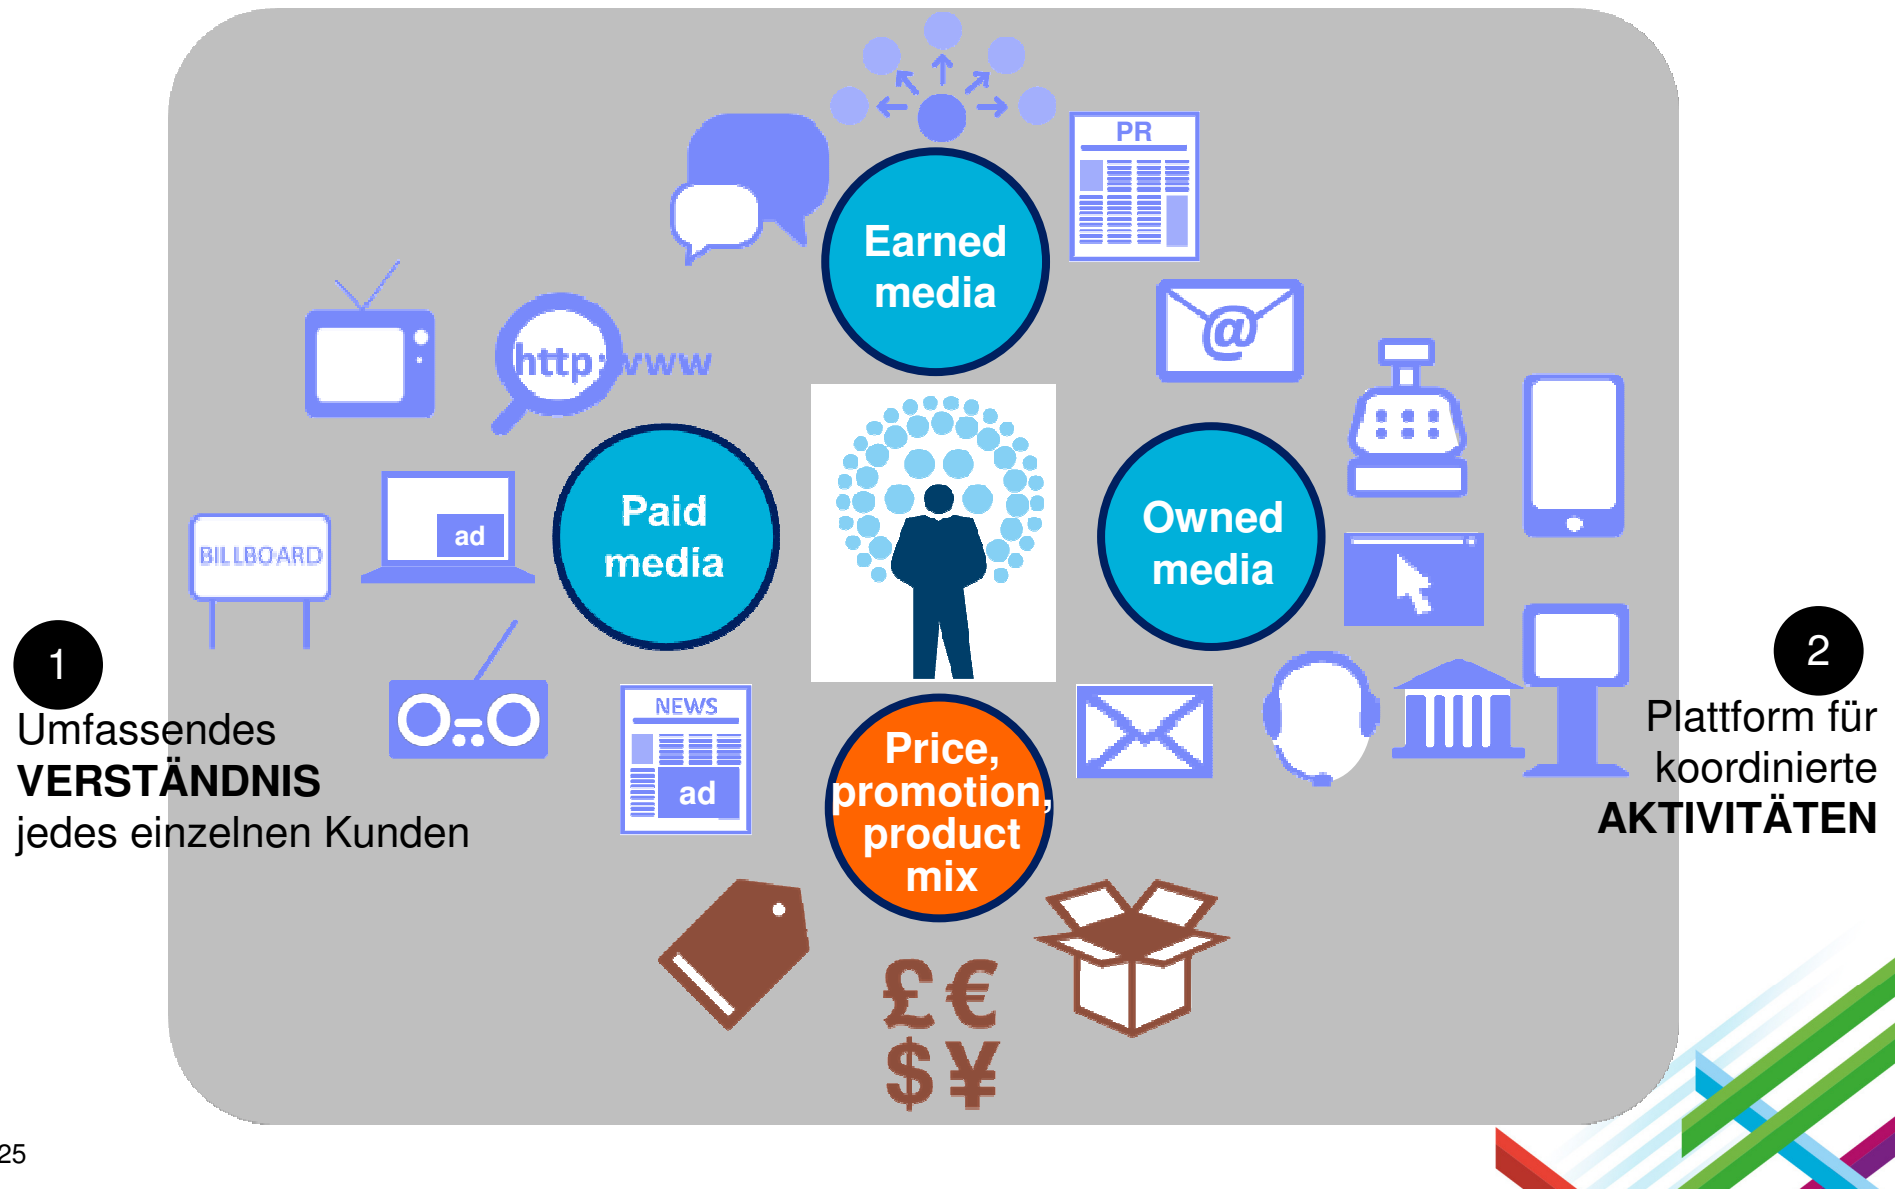 PR
Earned
media
@
http:www
Paid
media
Owned
media
ad
BILLBOARD
1
Umfassendes
VERSTÄNDNIS
jedes einzelnen Kunden
2
Plattform für
koordinierte
AKTIVITÄTEN
NEWS
ad
Price,
promotion,
product
mix
£€
$¥
25